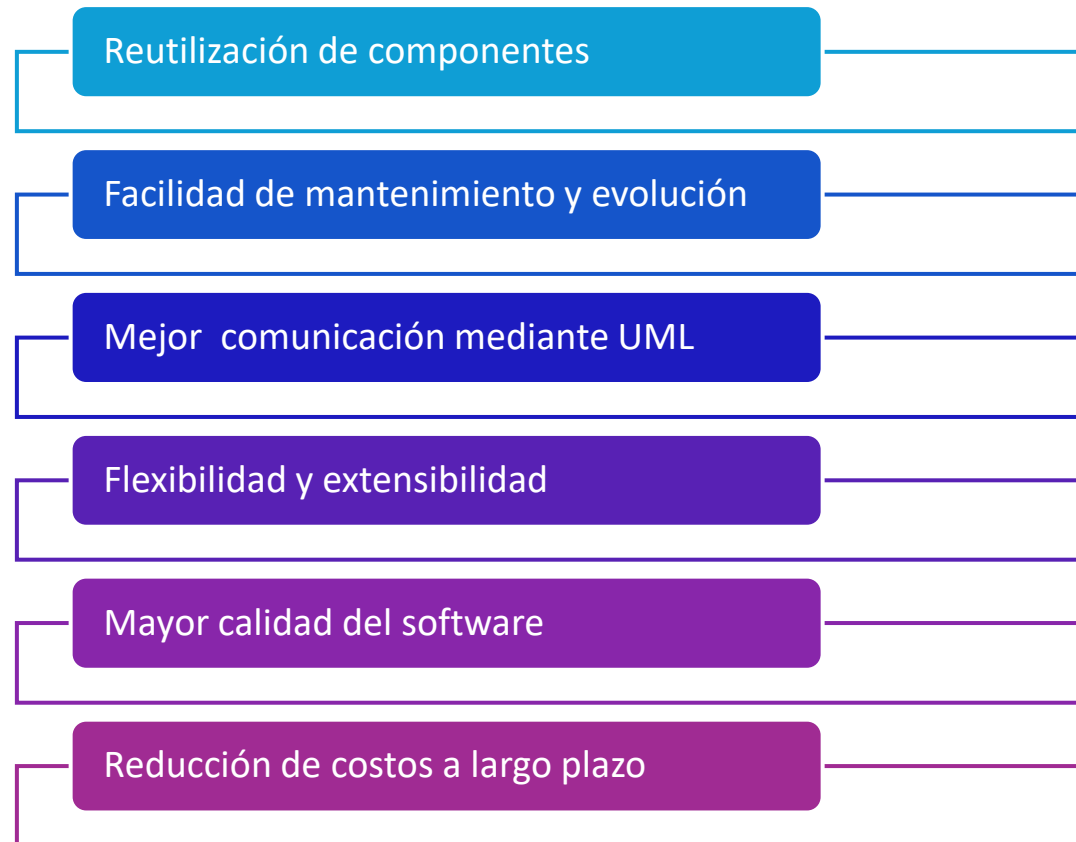 Reutilización de componentes
Facilidad de mantenimiento y evolución
Mejor  comunicación mediante UML
Flexibilidad y extensibilidad
Mayor calidad del software
Reducción de costos a largo plazo